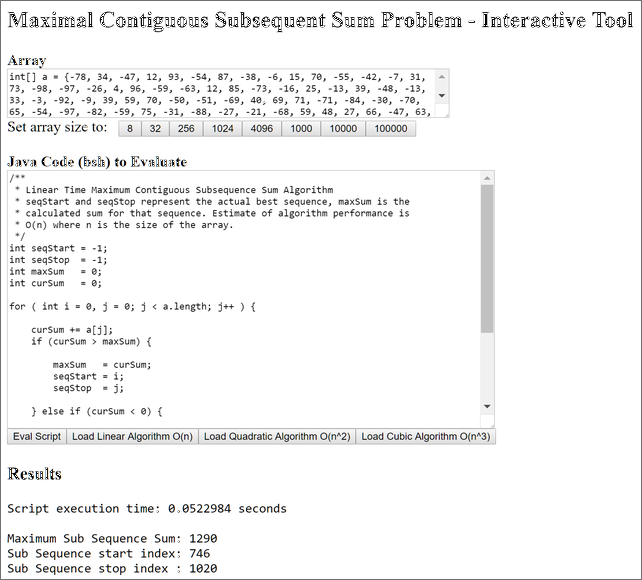 Maximal Contiguous Subsequent Sum Problem - Interactive Tool
Array
int[] a = {-78, 34, -47, 12, 93, -54, 87, -38, -6, 15, 70, -55, -42, -7, 31,
73, -98, -97, -26, 4, 96, -59, -63, 12, 85, -73, -16, 25, -13, 39, -48, -13,
33, -3, -92, -9, 39, 59, 70, -50, -51, -69, 40, 69, 71, -71, -84, -30, -70,
65, -54, -97, -82, -59, 75, -31, -88, -27, -21, -68, 59, 48, 27, 66, -47, 63,
Set array size to: 8 32 256 1024 4096 1000 10000 100000
Java Code (bsh) to Evaluate
/**
* Linear Time Maximum Contiguous Subsequence Sum Algorithm
* seqStart and seqStop represent the actual best sequence, maxSum is the
* calculated sum for that sequence. Estimate of algorithm performance is
* O(n) where n is the size of the array.
*/
int seqStart = -1;
int seqStop = -1;
int maxSum = 0;
int curSum = 0;
for ( int i = 0, j = 0; j < a.length; j++ ) {
curSum += a[j];
if (curSum > maxSum) {
maxSum = curSum;
seqStart = i;
seqStop = j;
} else if (curSum < 0) {
Eval Script Load Linear Algorithm O(n) Load Quadratic Algorithm O(n^2) Load Cubic Algorithm O(n^3)
Results
Script execution time: 0.0522984 seconds
Maximum Sub Sequence Sum: 1290
Sub Sequence start index: 746
Sub Sequence stop index : 1020